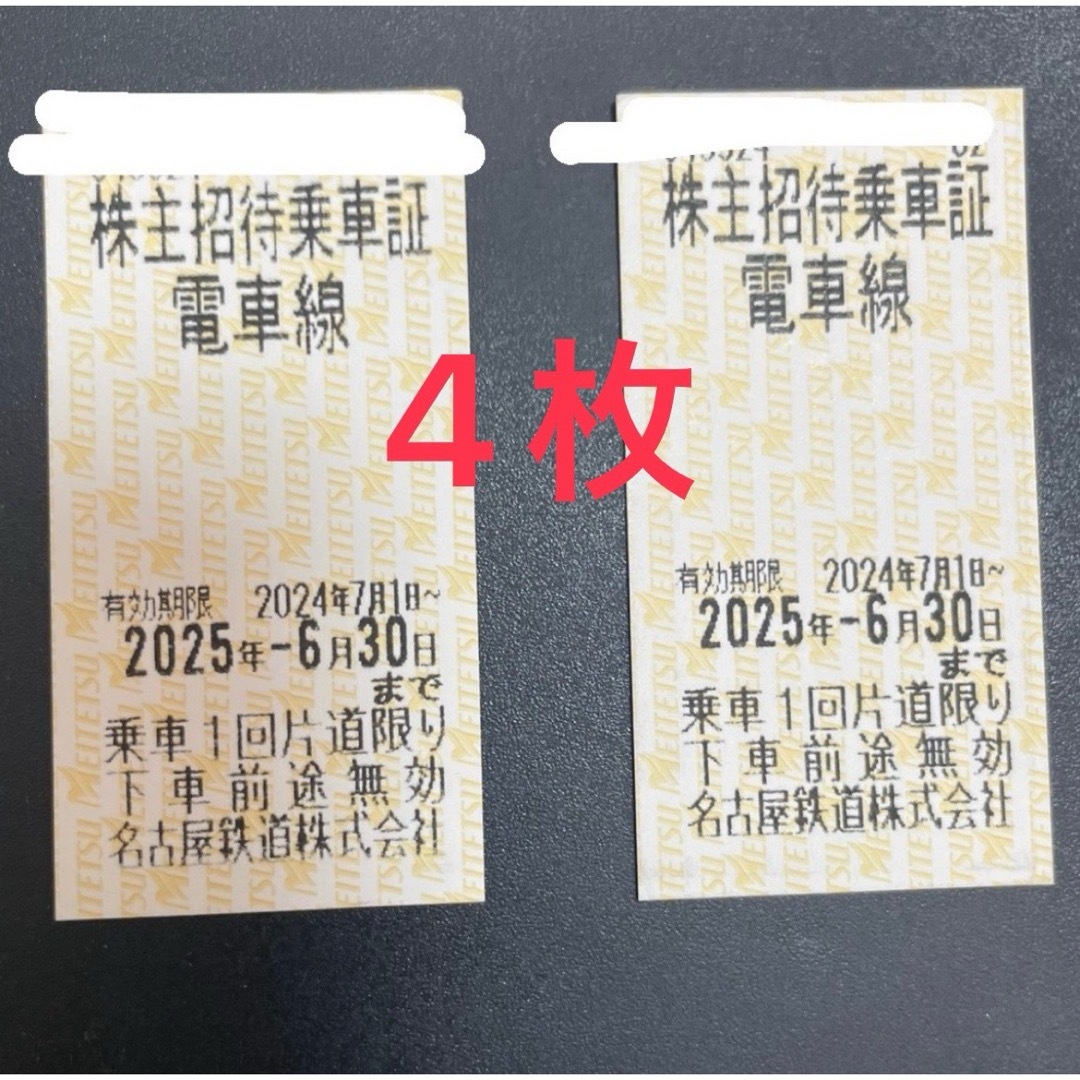 株主招待乗車証
電車線
有効期限 2024年7月1日~
2025年-6月30日
まで
乗車1回片道限り
下車前途無効
名古屋鉄道株式会社
4枚
株主招待乗車証
電車線
有効期限 2024年7月1日~
2025年-6月30日
まで
乗車1回片道限り
下車前途無効
名古屋鉄道株式会社